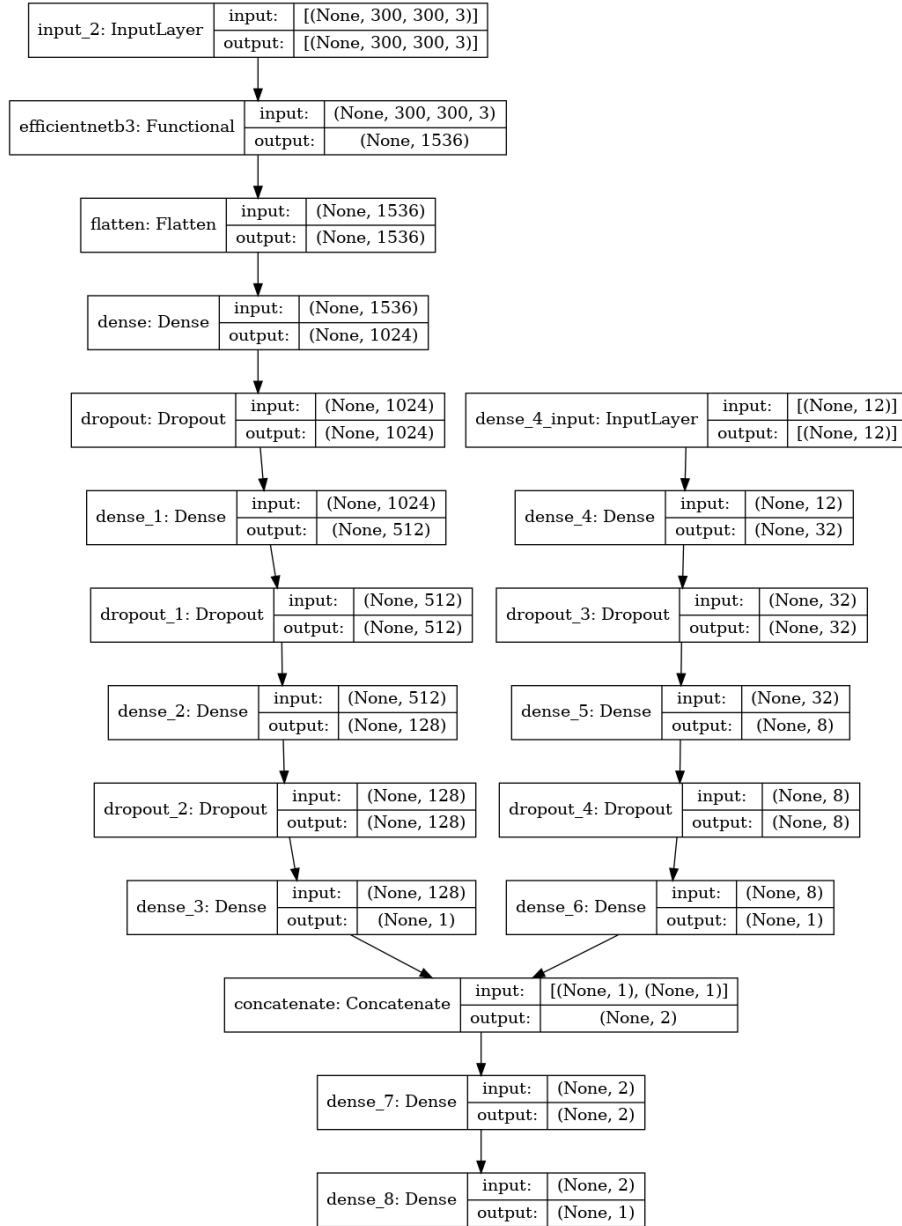 input_2: InputLayer
input: [(None, 300, 300, 3)]
output: [(None, 300, 300, 3)]
efficientnetb3: Functional
input: (None, 300, 300, 3)
output: (None, 1536)
flatten: Flatten
input: (None, 1536)
output: (None, 1536)
dense: Dense
input: (None, 1536)
output: (None, 1024)
dropout: Dropout
input: (None, 1024)
output: (None, 1024)
dense_1: Dense
input: (None, 1024)
output: (None, 512)
dropout_1: Dropout
input: (None, 512)
output: (None, 512)
dense_2: Dense
input: (None, 512)
output: (None, 128)
dropout_2: Dropout
input: (None, 128)
output: (None, 128)
dense_3: Dense
input: (None, 128)
output: (None, 1)
dense_4_input: InputLayer
input: [(None, 12)]
output: [(None, 12)]
dense_4: Dense
input: (None, 12)
output: (None, 32)
dropout_3: Dropout
input: (None, 32)
output: (None, 32)
dense_5: Dense
input: (None, 32)
output: (None, 8)
dropout_4: Dropout
input: (None, 8)
output: (None, 8)
dense_6: Dense
input: (None, 8)
output: (None, 1)
concatenate: Concatenate
input: [(None, 1), (None, 1)]
output: (None, 2)
dense_7: Dense
input: (None, 2)
output: (None, 2)
dense_8: Dense
input: (None, 2)
output: (None, 1)